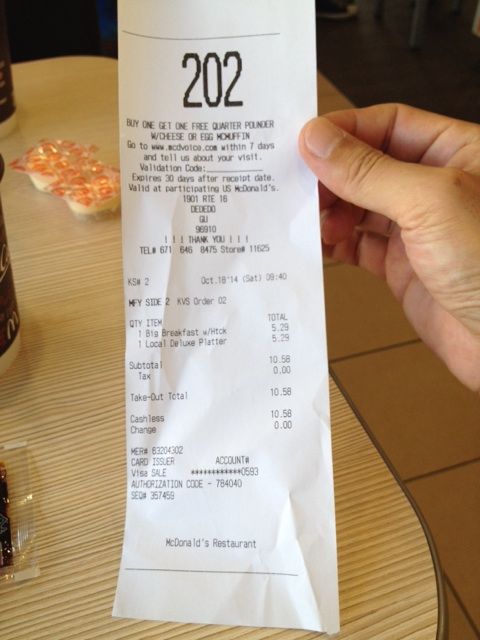 202
BUY ONE GET ONE FREE QUARTER POUNDER
W/CHEESE OR EGG MCMUFFIN
Go to www.mcdvoice.com within 7 days
and tell us about your visit.
Validation Code:
Expires 30 days after receipt date.
Valid at participating US McDonald's.
1901 RTE 16
DEDEDO
GU
96910
! ! ! THANK YOU ! ! !
TEL# 671 646 8475 Store# 11625
KS# 2 Oct.18'14 (Sat) 09:40
MFY SIDE 2 KVS Order 02
QTY ITEM TOTAL
1 Big Breakfast w/Htck 5.29
1 Local Deluxe Platter 5.29
Subtotal 10.58
Tax 0.00
Take-Out Total 10.58
Cashless 10.58
Change 0.00
MER# 63204302
CARD ISSUER ACCOUNT#
Visa SALE ************0593
AUTHORIZATION CODE - 784040
SEQ# 357459
McDonald's Restaurant